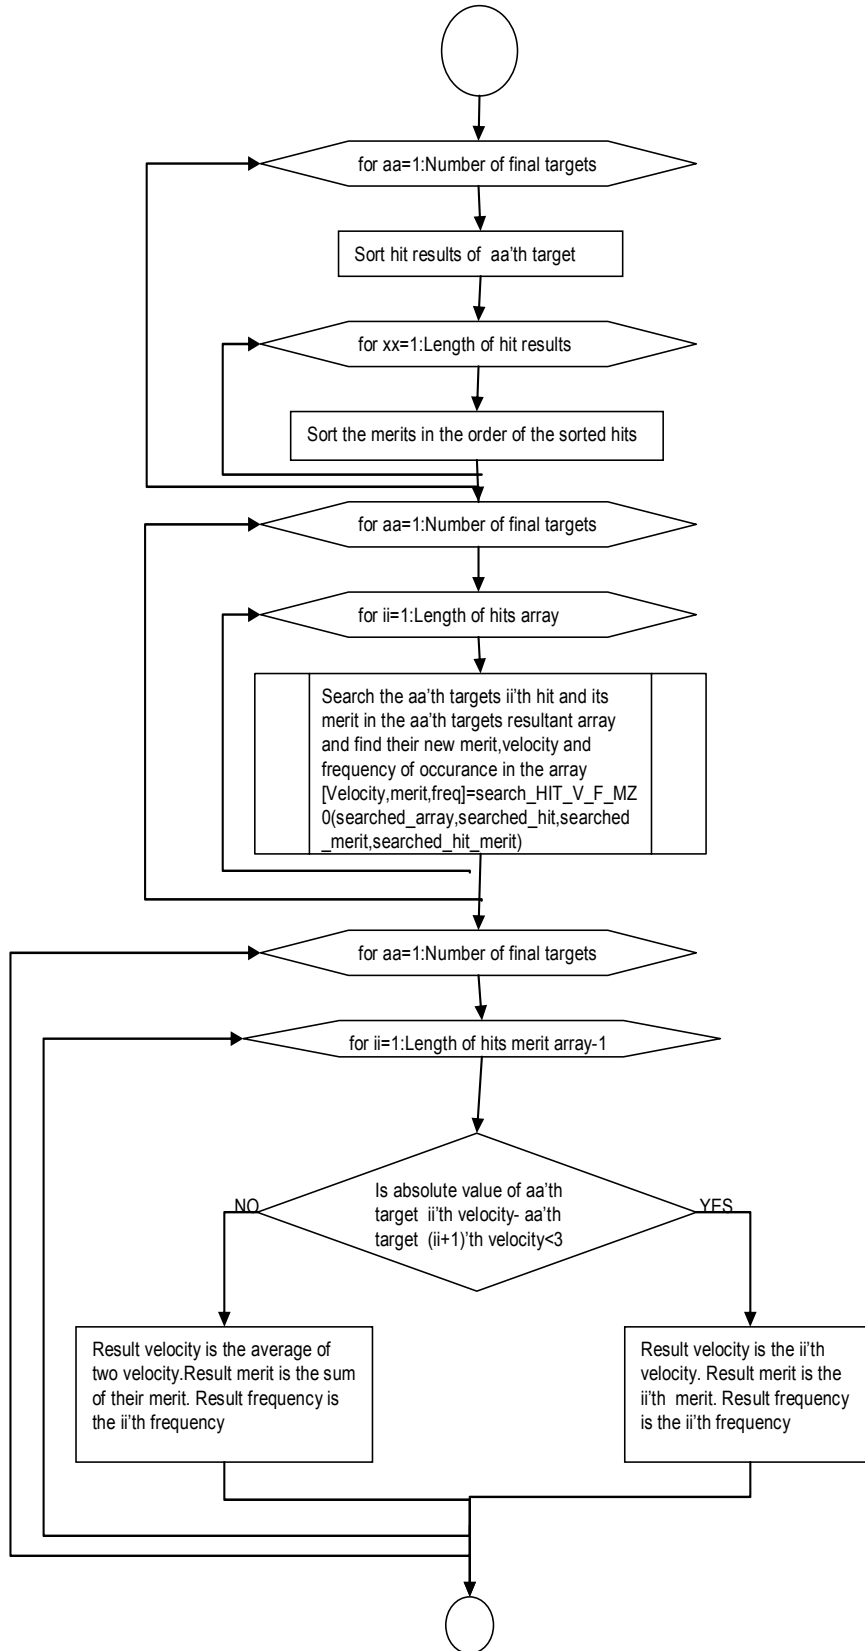 for aa=1:Number of final targets
Sort hit results of aa'th target
for xx=1:Length of hit results
Sort the merits in the order of the sorted hits
for aa=1:Number of final targets
for ii=1:Length of hits array
Search the aa'th targets ii'th hit and its
merit in the aa'th targets resultant array
and find their new merit,velocity and
frequency of occurance in the array
[Velocity,merit,freq]=search_HIT_V_F_MZ
0(searched_array,searched_hit,searched
_merit,searched_hit_merit)
for aa=1:Number of final targets
for ii=1:Length of hits merit array-1
Is absolute value of aa'th
target ii'th velocity- aa'th
target (ii+1)'th velocity<3
NO
YES
Result velocity is the average of
two velocity.Result merit is the sum
of their merit. Result frequency is
the ii'th frequency
Result velocity is the ii'th
velocity. Result merit is the
ii'th merit. Result frequency
is the ii'th frequency